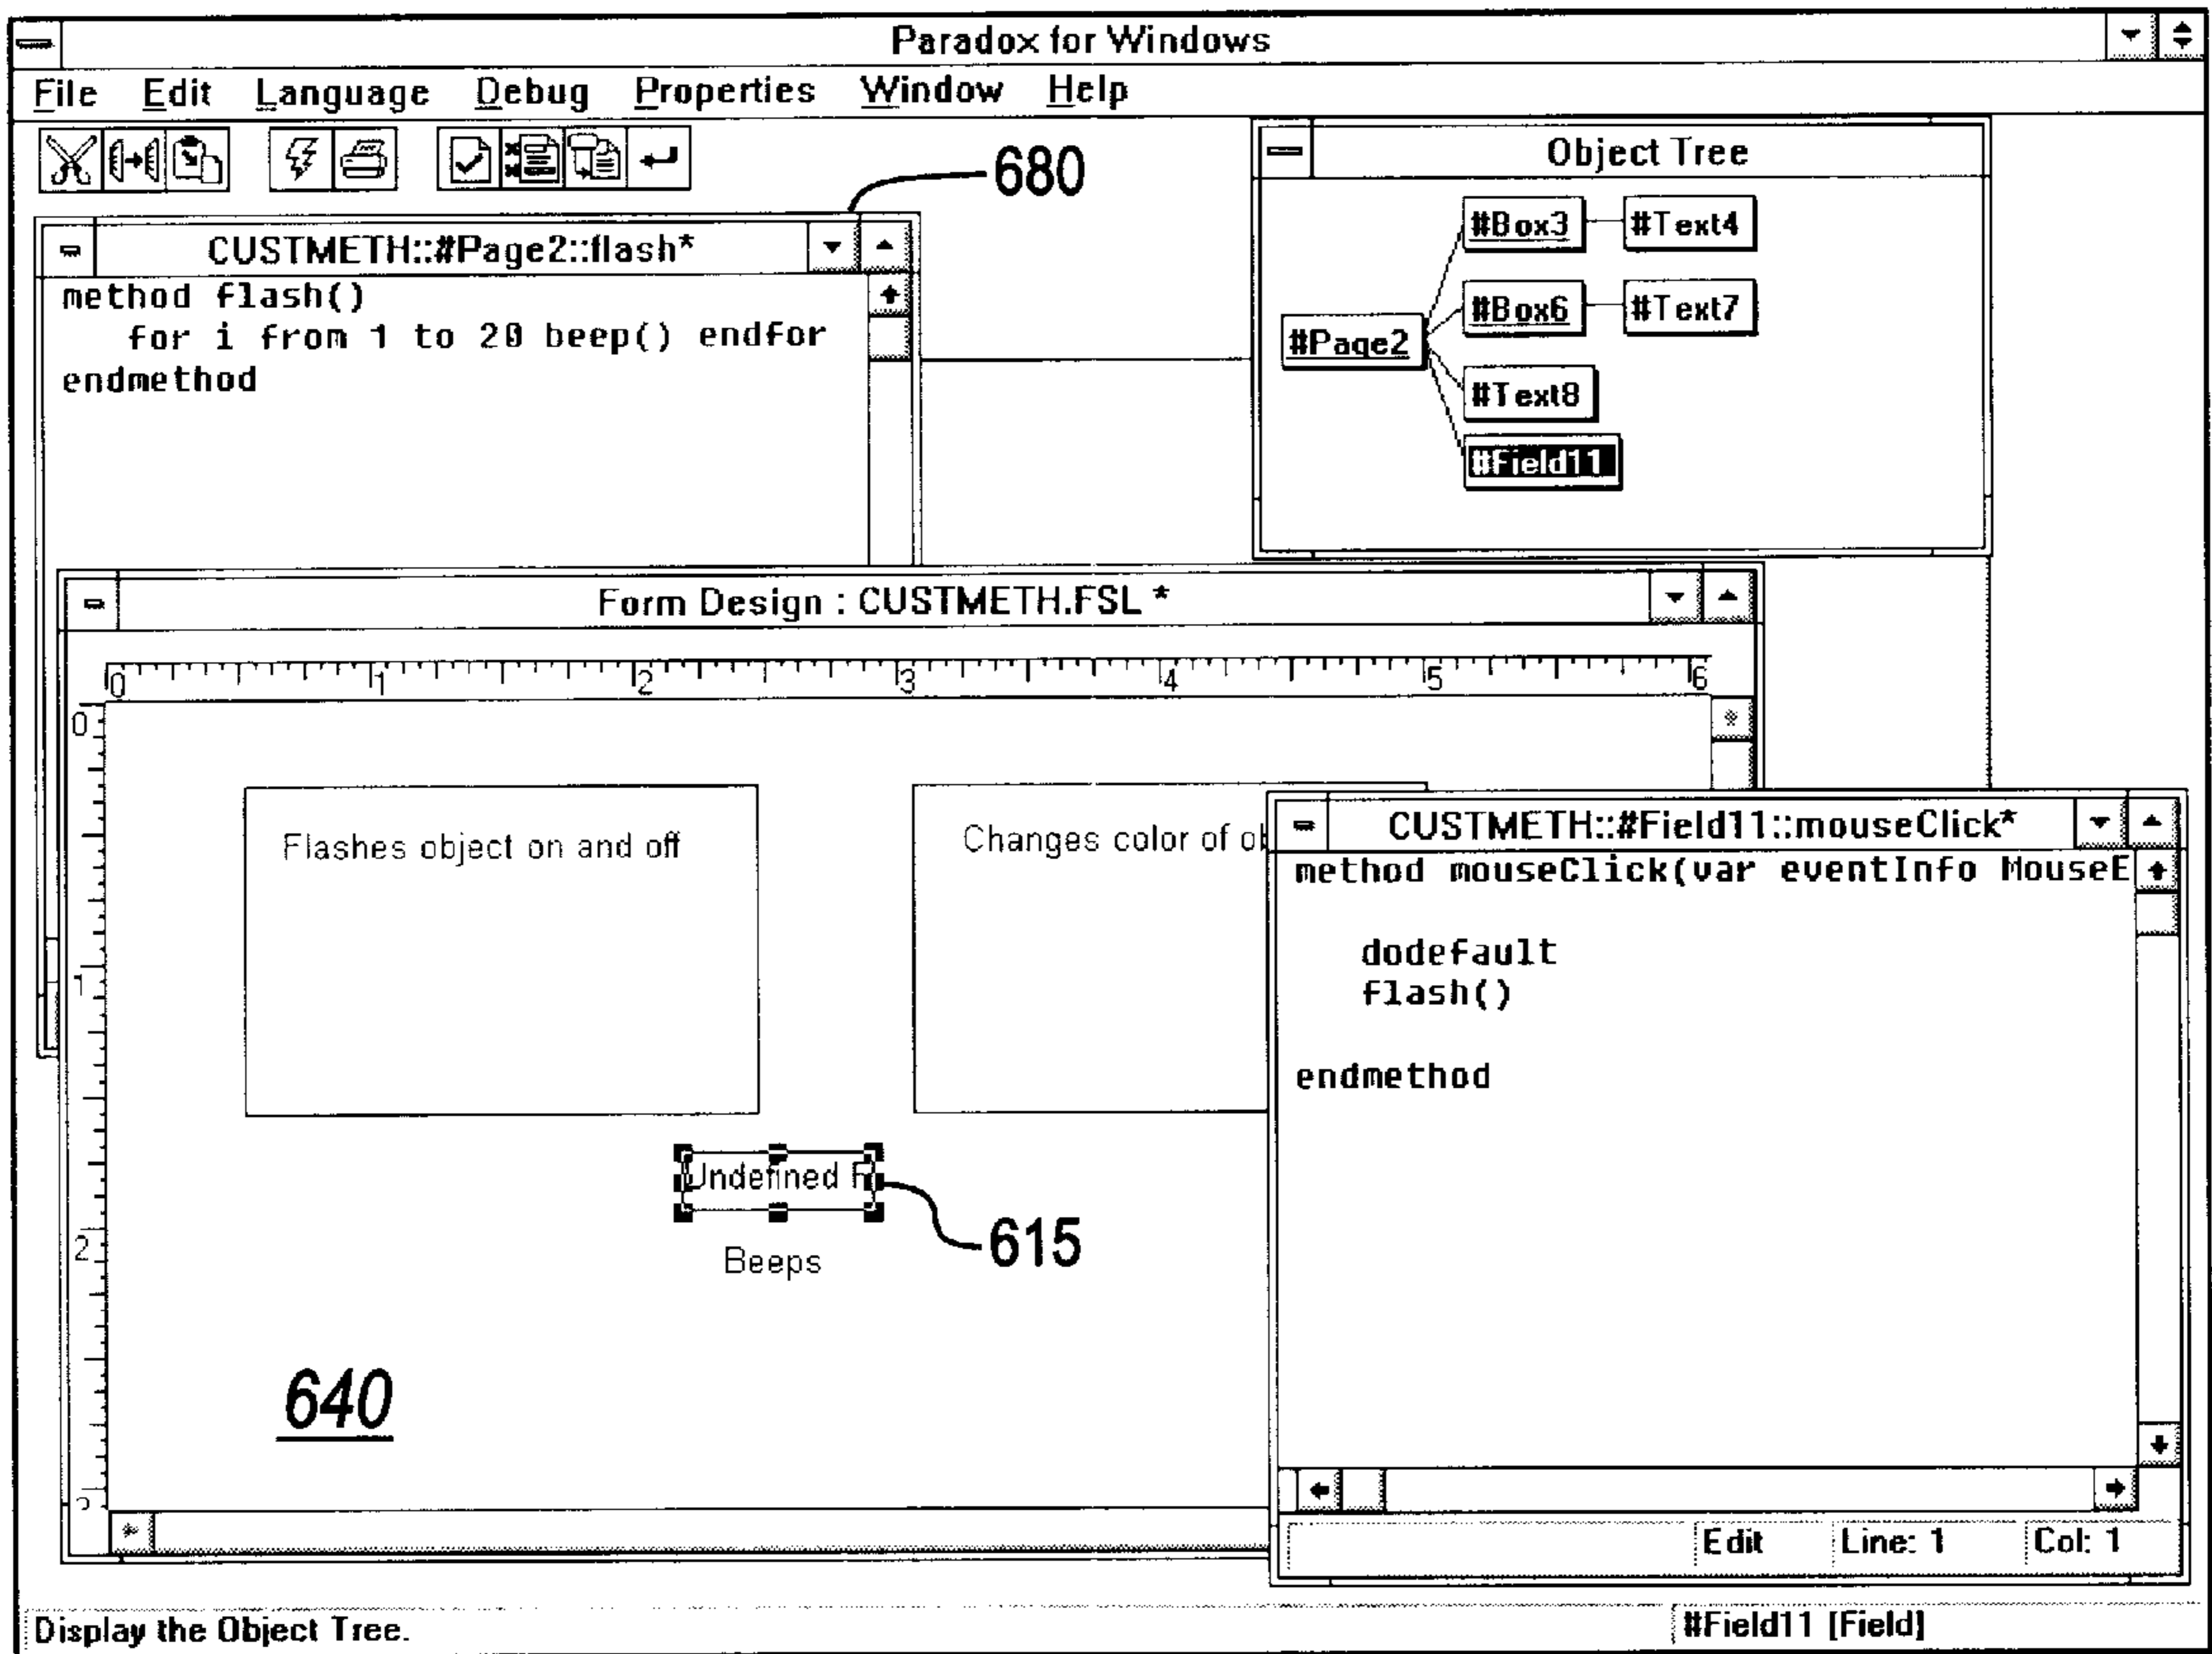 Paradox for Windows
File Edit Language Debug Properties Window Help
680
Object Tree
#Box3 #Text4
#Box6 #Text7
#Page2
#Text8
#Field11
CUSTMETH::#Page2::flash*
method flash()
for i from 1 to 20 beep() endfor
endmethod
Form Design : CUSTMETH.FSL *
0 1 2 3 4 5 6
0
1
2
Flashes object on and off
Changes color of ob
Undefined F
615
Beeps
640
CUSTMETH::#Field11::mouseClick*
method mouseClick(var eventInfo MouseE
dodefault
flash()
endmethod
Edit Line: 1 Col: 1
Display the Object Tree.
#Field11 [Field]